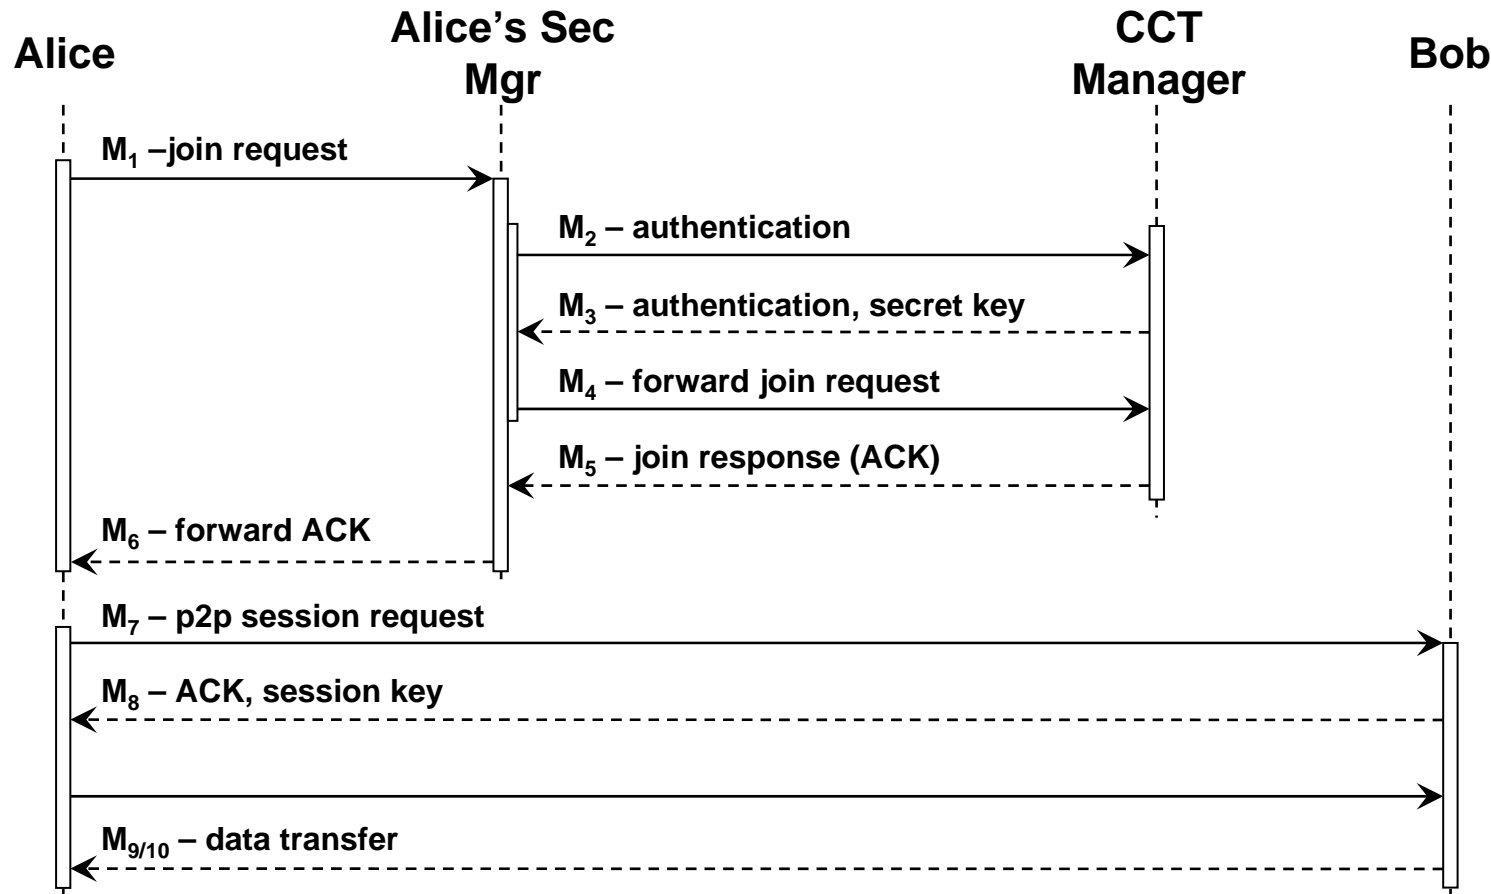 Alice
Alice’s Sec
Mgr
CCT
Manager
Bob
M1 –join request
M2 – authentication
M3 – authentication, secret key
M4 – forward join request
M5 – join response (ACK)
M6 – forward ACK
M7 – p2p session request
M8 – ACK, session key
M9/10 – data transfer